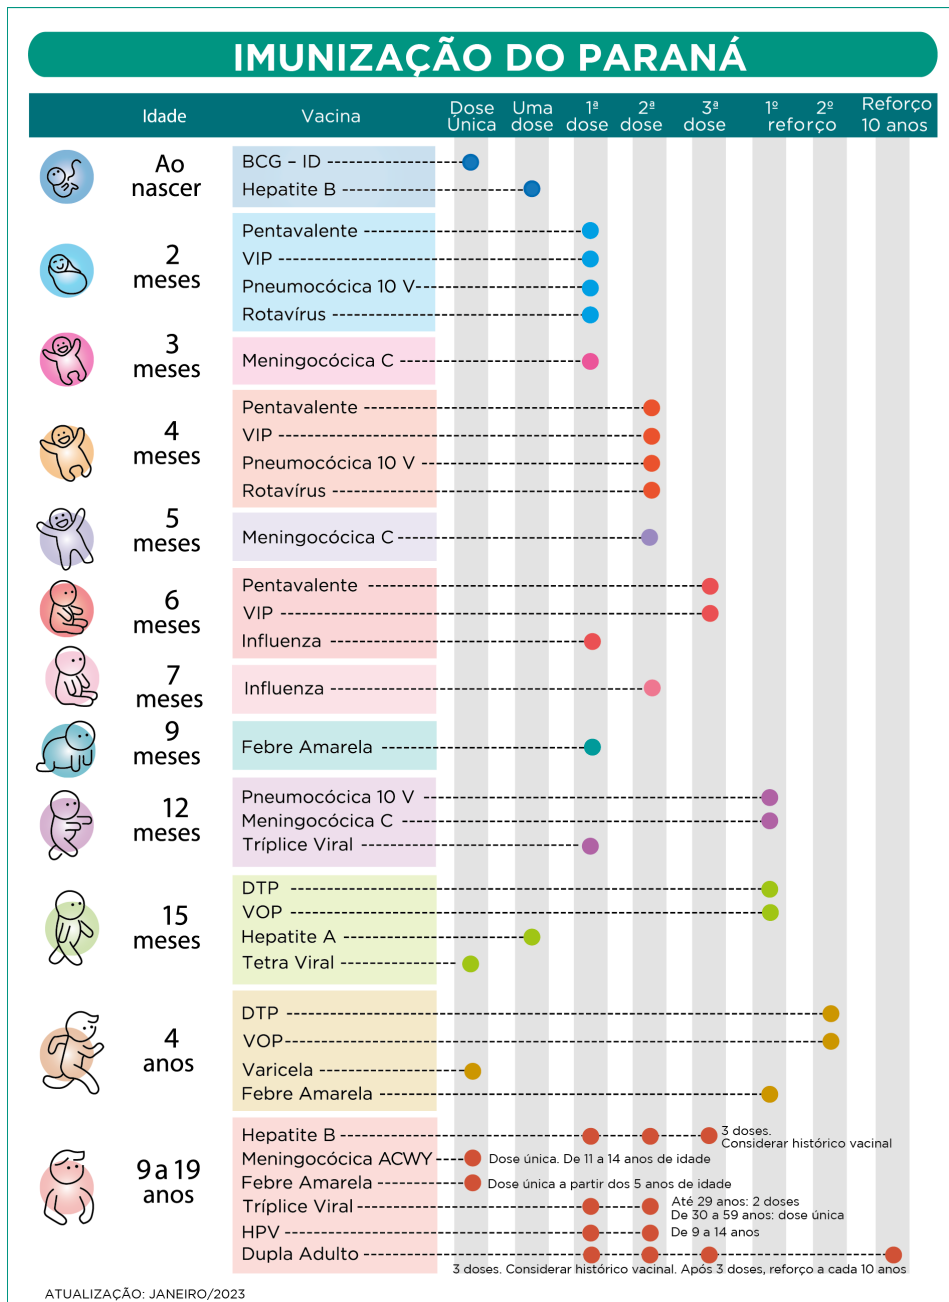 IMUNIZAÇÃO DO PARANÁ
Idade
Vacina
Dose Única
Uma dose
1ª dose
2ª dose
3ª dose
1º 2º
reforço
Reforço
10 anos
Ao
nascer
BCG – ID
Hepatite B
2
meses
Pentavalente
VIP
Pneumocócica 10 V
Rotavírus
3
meses
Meningocócica C
4
meses
Pentavalente
VIP
Pneumocócica 10 V
Rotavírus
5
meses
Meningocócica C
6
meses
Pentavalente
VIP
Influenza
7
meses
Influenza
9
meses
Febre Amarela
12
meses
Pneumocócica 10 V
Meningocócica C
Tríplice Viral
15
meses
DTP
VOP
Hepatite A
Tetra Viral
4
anos
DTP
VOP
Varicela
Febre Amarela
9 a 19
anos
Hepatite B
3 doses.
Considerar histórico vacinal
Meningocócica ACWY
Dose única. De 11 a 14 anos de idade
Febre Amarela
Dose única a partir dos 5 anos de idade
Tríplice Viral
Até 29 anos: 2 doses
De 30 a 59 anos: dose única
HPV
De 9 a 14 anos
Dupla Adulto
3 doses. Considerar histórico vacinal. Após 3 doses, reforço a cada 10 anos
ATUALIZAÇÃO: JANEIRO/2023